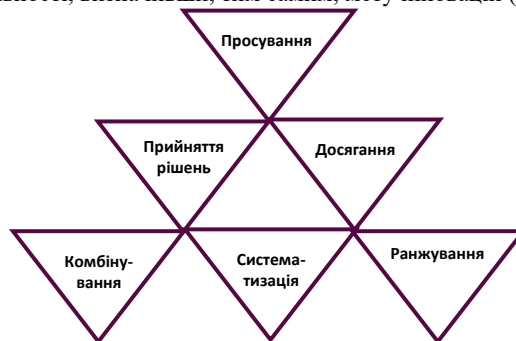 Просування
Прийняття
рішень
Досягання
Комбіну-
вання
Система-
тизація
Ранжування